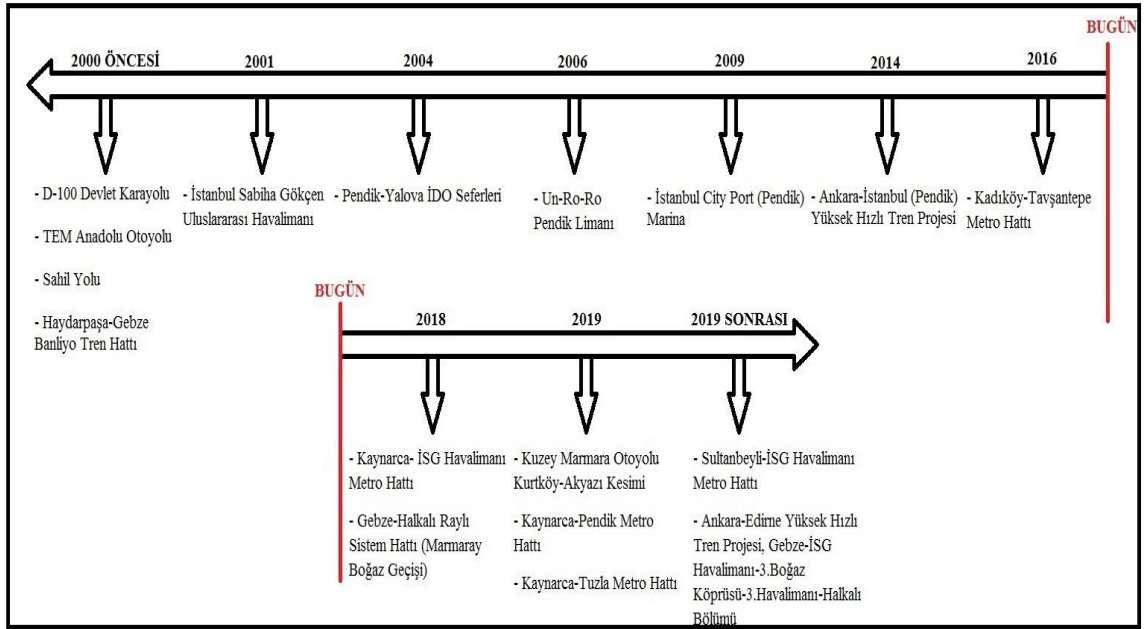 BUGÜN
2000 ÖNCESİ
2001
2004
2006
2009
2014
2016
- D-100 Devlet Karayolu
- TEM Anadolu Otoyolu
- Sahil Yolu
- Haydarpaşa-Gebze
Banliyo Tren Hattı
- İstanbul Sabiha Gökçen
Uluslararası Havalimanı
- Pendik-Yalova İDO Seferleri
- Un-Ro-Ro
Pendik Limanı
- İstanbul City Port (Pendik)
Marina
- Ankara-İstanbul (Pendik)
Yüksek Hızlı Tren Projesi
- Kadıköy-Tavşantepe
Metro Hattı
BUGÜN
2018
2019
2019 SONRASI
- Kaynarca- İSG Havalimanı
Metro Hattı
- Gebze-Halkalı Raylı
Sistem Hattı (Marmaray
Boğaz Geçişi)
- Kuzey Marmara Otoyolu
Kurtköy-Akyazı Kesimi
- Kaynarca-Pendik Metro
Hattı
- Kaynarca-Tuzla Metro Hattı
- Sultanbeyli-İSG Havalimanı
Metro Hattı
- Ankara-Edirne Yüksek Hızlı
Tren Projesi, Gebze-İSG
Havalimanı-3.Boğaz
Köprüsü-3.Havalimanı-Halkalı
Bölümü